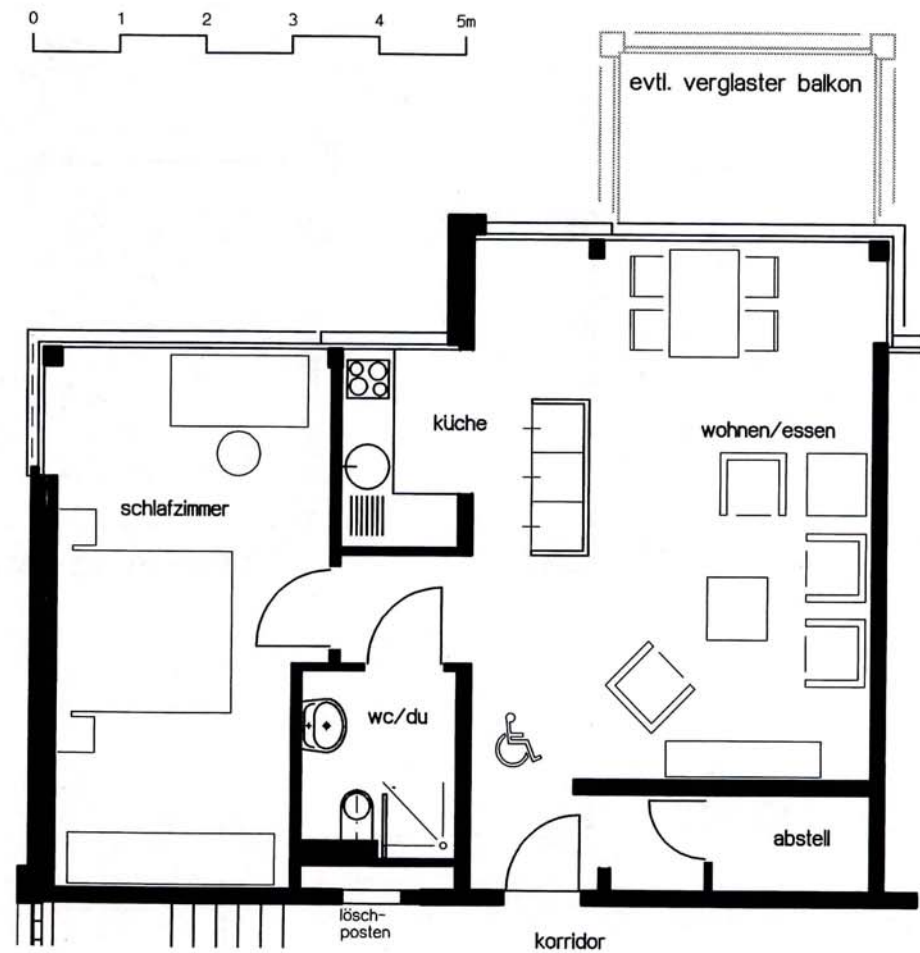 0 1 2 3 4 5m
evtl. verglaster balkon
küche
wohnen/essen
schlafzimmer
wc/du
abstell
lösch-
posten
korridor